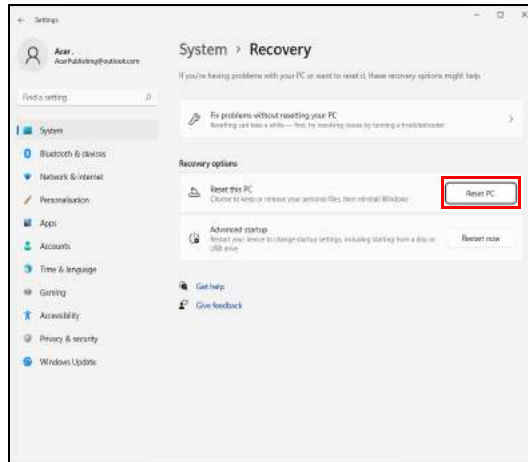 Settings
Acer .
AcerPublishing@outlook.com
Find a setting
System
Bluetooth & devices
Network & internet
Personalisation
Apps
Accounts
Time & language
Gaming
Accessibility
Privacy & security
Windows Update
System > Recovery
If you're having problems with your PC or want to reset it, these recovery options might help.
Fix problems without resetting your PC
Resetting can take a while — first, try resolving issues by running a troubleshooter
Recovery options
Reset this PC
Choose to keep or remove your personal files, then reinstall Windows
Reset PC
Advanced startup
Restart your device to change startup settings, including starting from a disc or
USB drive
Restart now
Get help
Give feedback